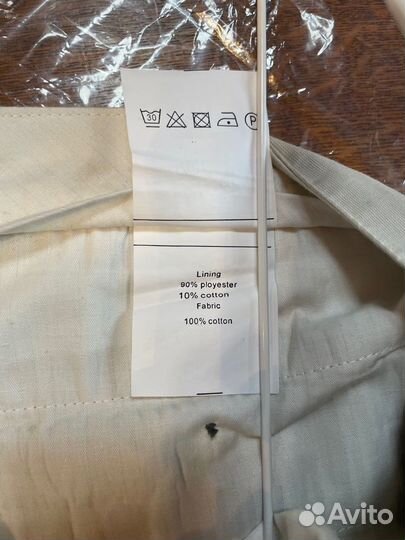 30 P
Lining
90% ployester
10% cotton
Fabric
100% cotton
Avito